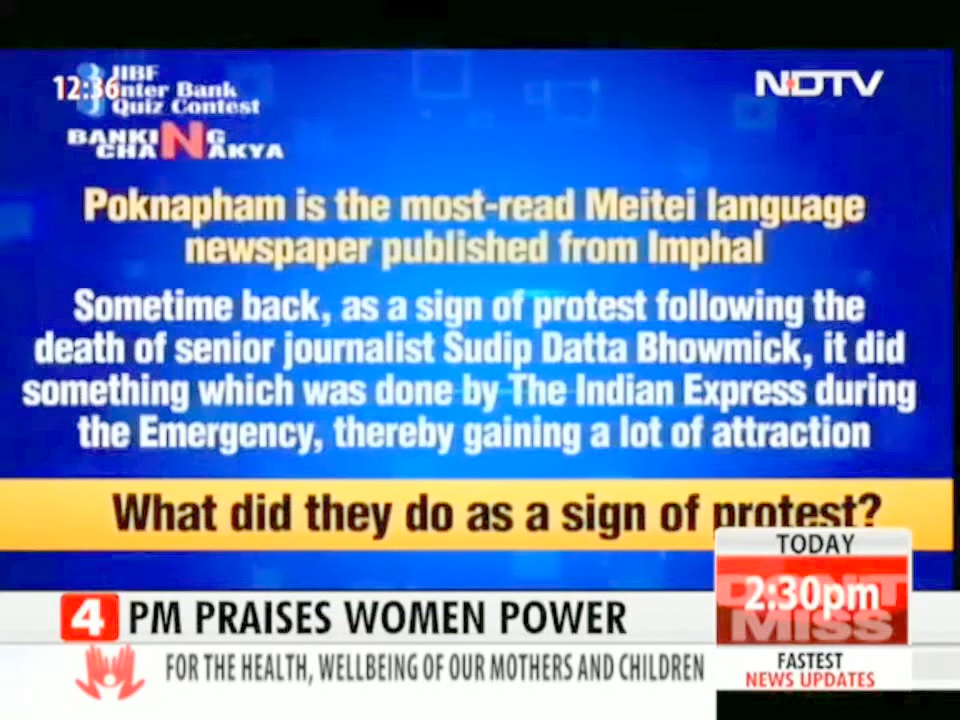 12:36
IIBF
Inter Bank
Quiz Contest
BANKING
CHANAKYA
NDTV
Poknapham is the most-read Meitei language
newspaper published from Imphal
Sometime back, as a sign of protest following the
death of senior journalist Sudip Datta Bhowmick, it did
something which was done by The Indian Express during
the Emergency, thereby gaining a lot of attraction
What did they do as a sign of protest?
TODAY
2:30pm
DON'T
MISS
FASTEST
NEWS UPDATES
4 PM PRAISES WOMEN POWER
FOR THE HEALTH, WELLBEING OF OUR MOTHERS AND CHILDREN